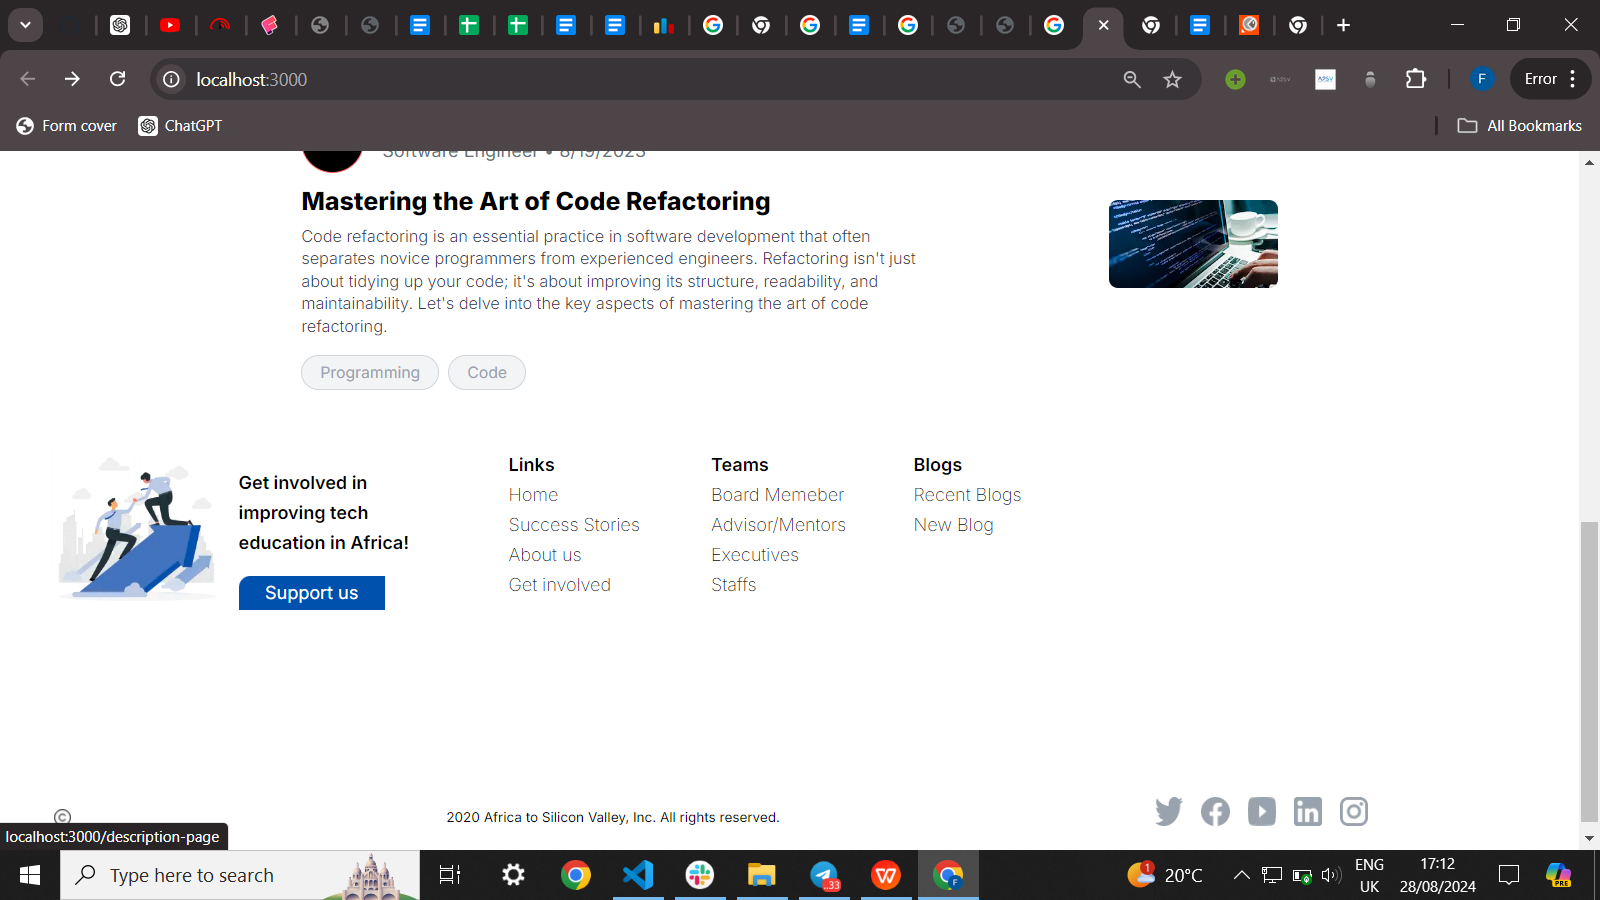 localhost:3000
Error
Form cover
ChatGPT
All Bookmarks
Software Engineer • 8/19/2023
Mastering the Art of Code Refactoring
Code refactoring is an essential practice in software development that often
separates novice programmers from experienced engineers. Refactoring isn't just
about tidying up your code; it's about improving its structure, readability, and
maintainability. Let's delve into the key aspects of mastering the art of code
refactoring.
Programming
Code
Get involved in
improving tech
education in Africa!
Support us
Links
Home
Success Stories
About us
Get involved
Teams
Board Memeber
Advisor/Mentors
Executives
Staffs
Blogs
Recent Blogs
New Blog
©
2020 Africa to Silicon Valley, Inc. All rights reserved.
localhost:3000/description-page
Type here to search
20°C
ENG
UK
17:12
28/08/2024